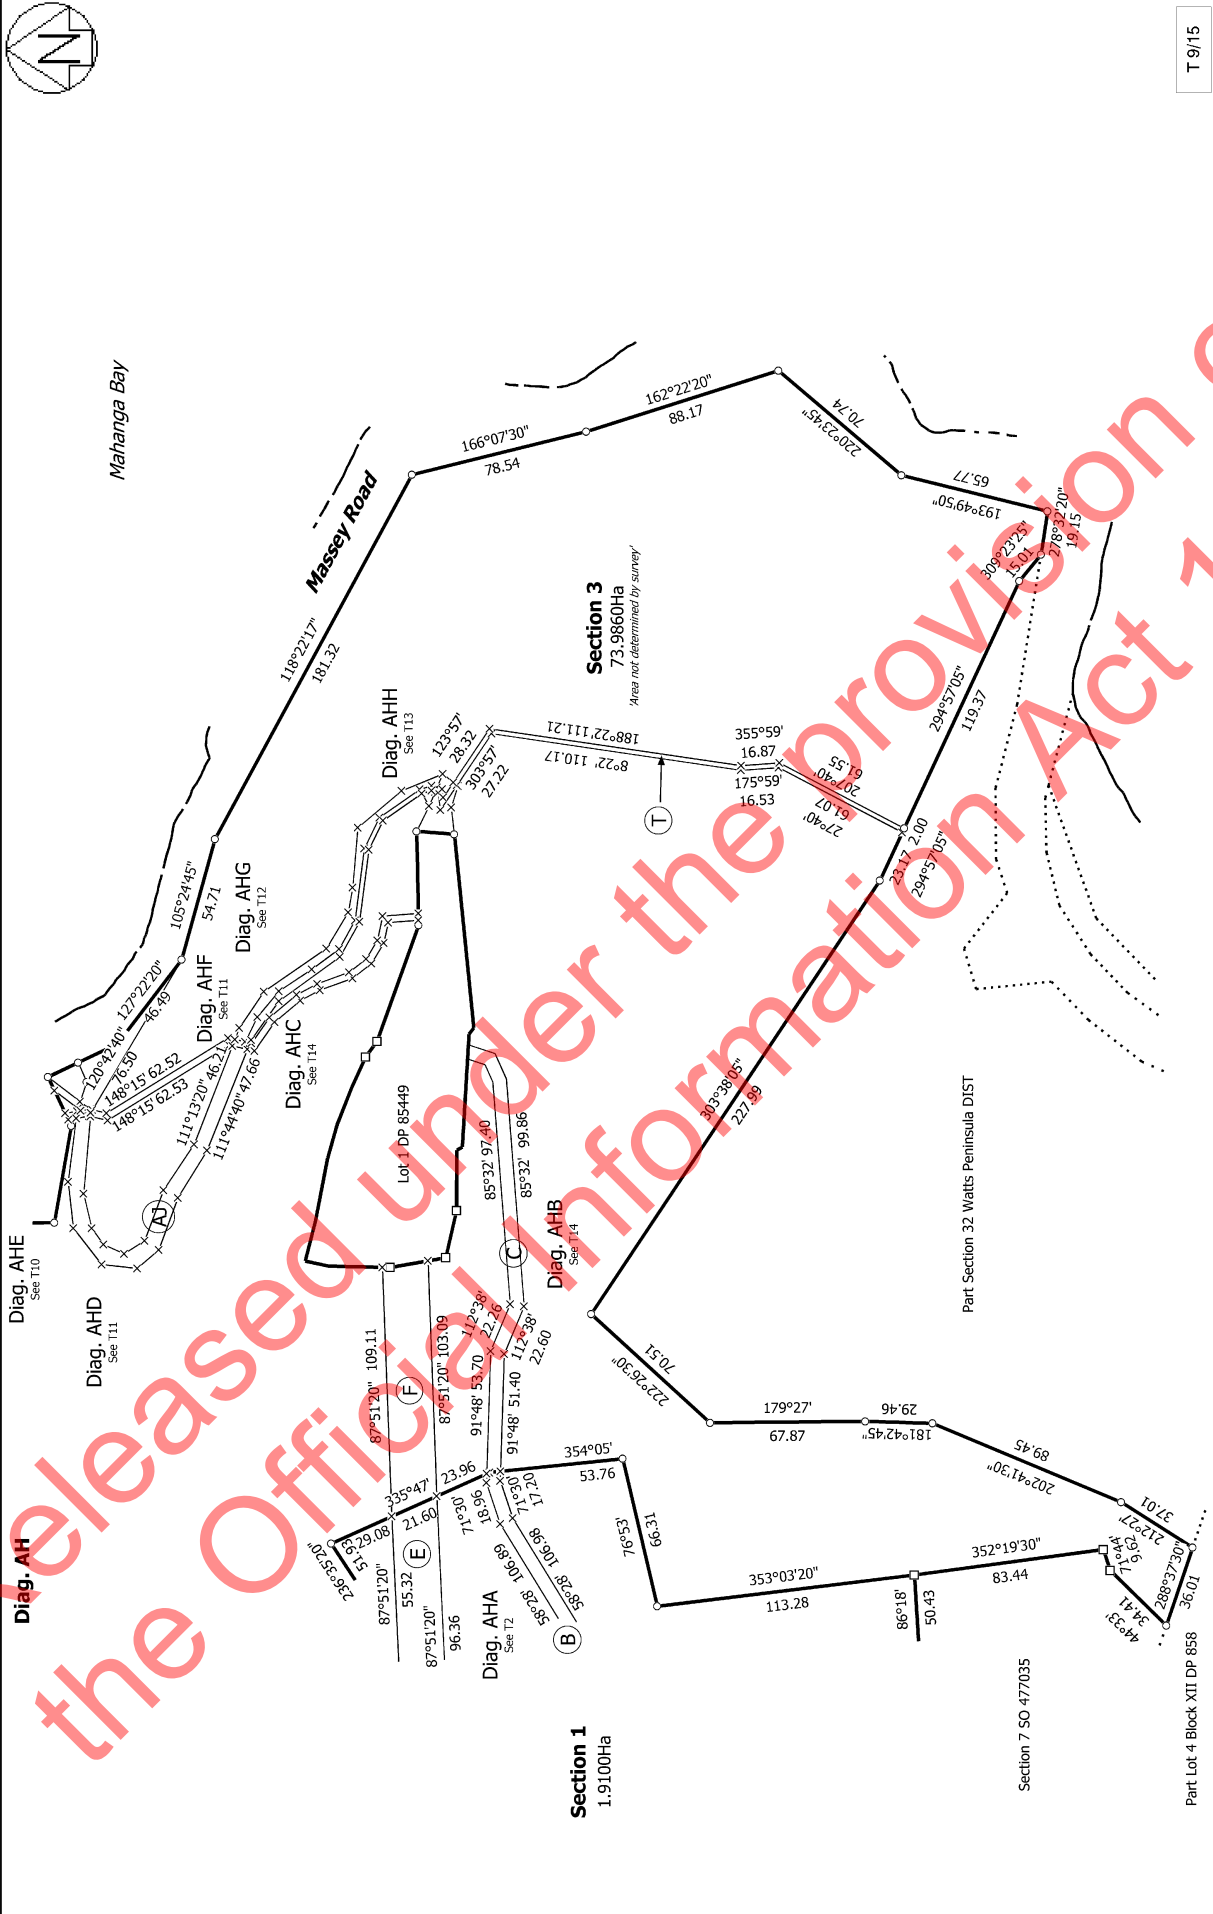 Diag. AH
N
T 9/15
Mahanga Bay
Massey Road
Diag. AHE
See T10
Diag. AHD
See T11
Diag. AHF
See T11
Diag. AHG
See T12
Diag. AHC
See T14
Diag. AHH
See T13
Diag. AHB
See T14
Diag. AHA
See T2
AJ
120°42'40"
76.50
127°22'20"
46.49
105°24'45"
54.71
118°22'17"
181.32
166°07'30"
78.54
162°22'20"
88.17
220°23'45"
70.74
193°49'50"
65.77
278°32'20"
19.15
309°23'25"
15.01
294°57'05"
119.37
2.00
294°57'05"
23.17
303°38'05"
227.99
222°26'30"
70.51
179°27'
67.87
181°42'45"
29.46
202°41'30"
89.45
212°27'
37.01
288°37'30"
36.01
44°33'
34.41
71°44'
9.62
352°19'30"
83.44
86°18'
50.43
353°03'20"
113.28
76°53'
66.31
354°05'
53.76
148°15' 62.52
148°15' 62.53
111°13'20" 46.21
111°44'40" 47.66
123°57'
28.32
303°57'
27.22
188°22' 111.21
8°22' 110.17
355°59'
16.87
175°59'
16.53
207°40'
61.55
27°40'
61.07
T
Section 3
73.9860Ha
'Area not determined by survey'
Lot 1 DP 85449
85°32' 97.40
85°32' 99.86
C
112°38'
22.26
112°38'
22.60
91°48' 53.70
91°48' 51.40
87°51'20" 109.11
F
87°51'20" 103.09
335°47'
23.96
21.60
29.08
236°35'20"
51.93
87°51'20"
55.32
E
87°51'20"
96.36
71°30'
18.96
71°30'
17.20
58°28' 106.89
58°28' 106.98
B
Section 1
1.9100Ha
Section 7 SO 477035
Part Lot 4 Block XII DP 858
Part Section 32 Watts Peninsula DIST
eleased under the provision
the Official Information Act 1